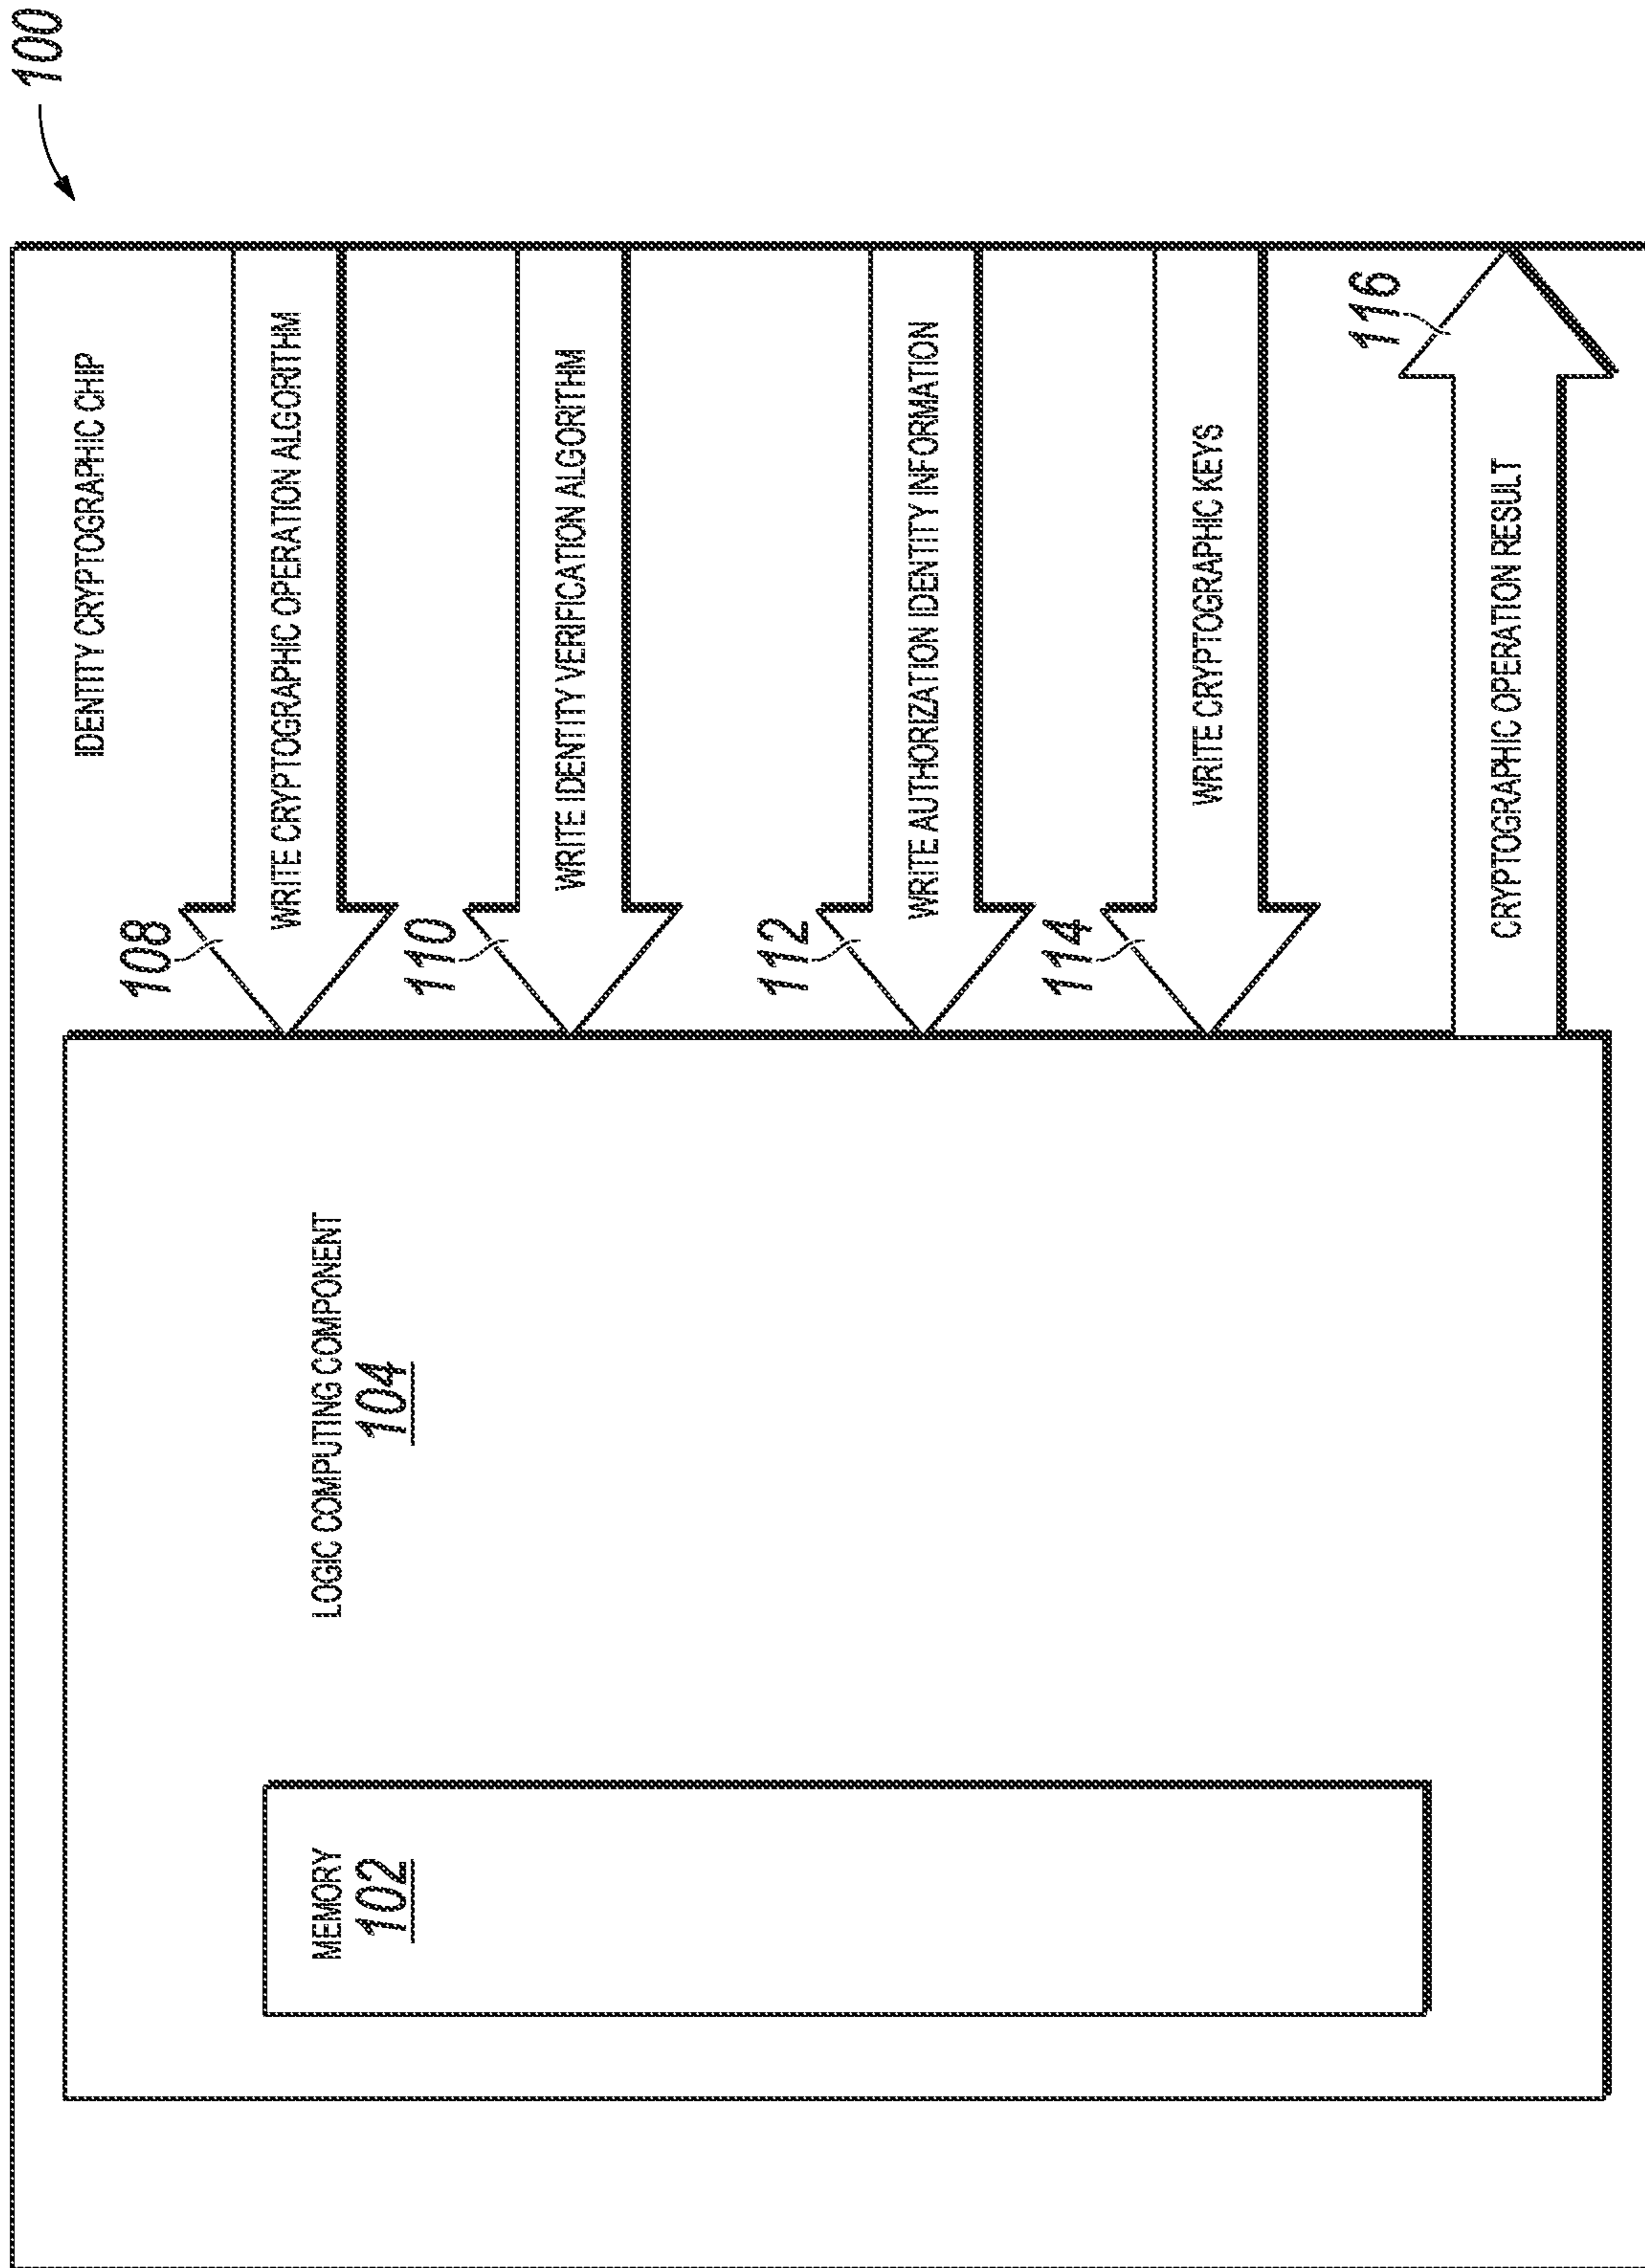 100
IDENTITY CRYPTOGRAPHIC CHIP
108
WRITE CRYPTOGRAPHIC OPERATION ALGORITHM
110
WRITE IDENTITY VERIFICATION ALGORITHM
112
WRITE AUTHORIZATION IDENTITY INFORMATION
114
WRITE CRYPTOGRAPHIC KEYS
116
CRYPTOGRAPHIC OPERATION RESULT
LOGIC COMPUTING COMPONENT
104
MEMORY
102